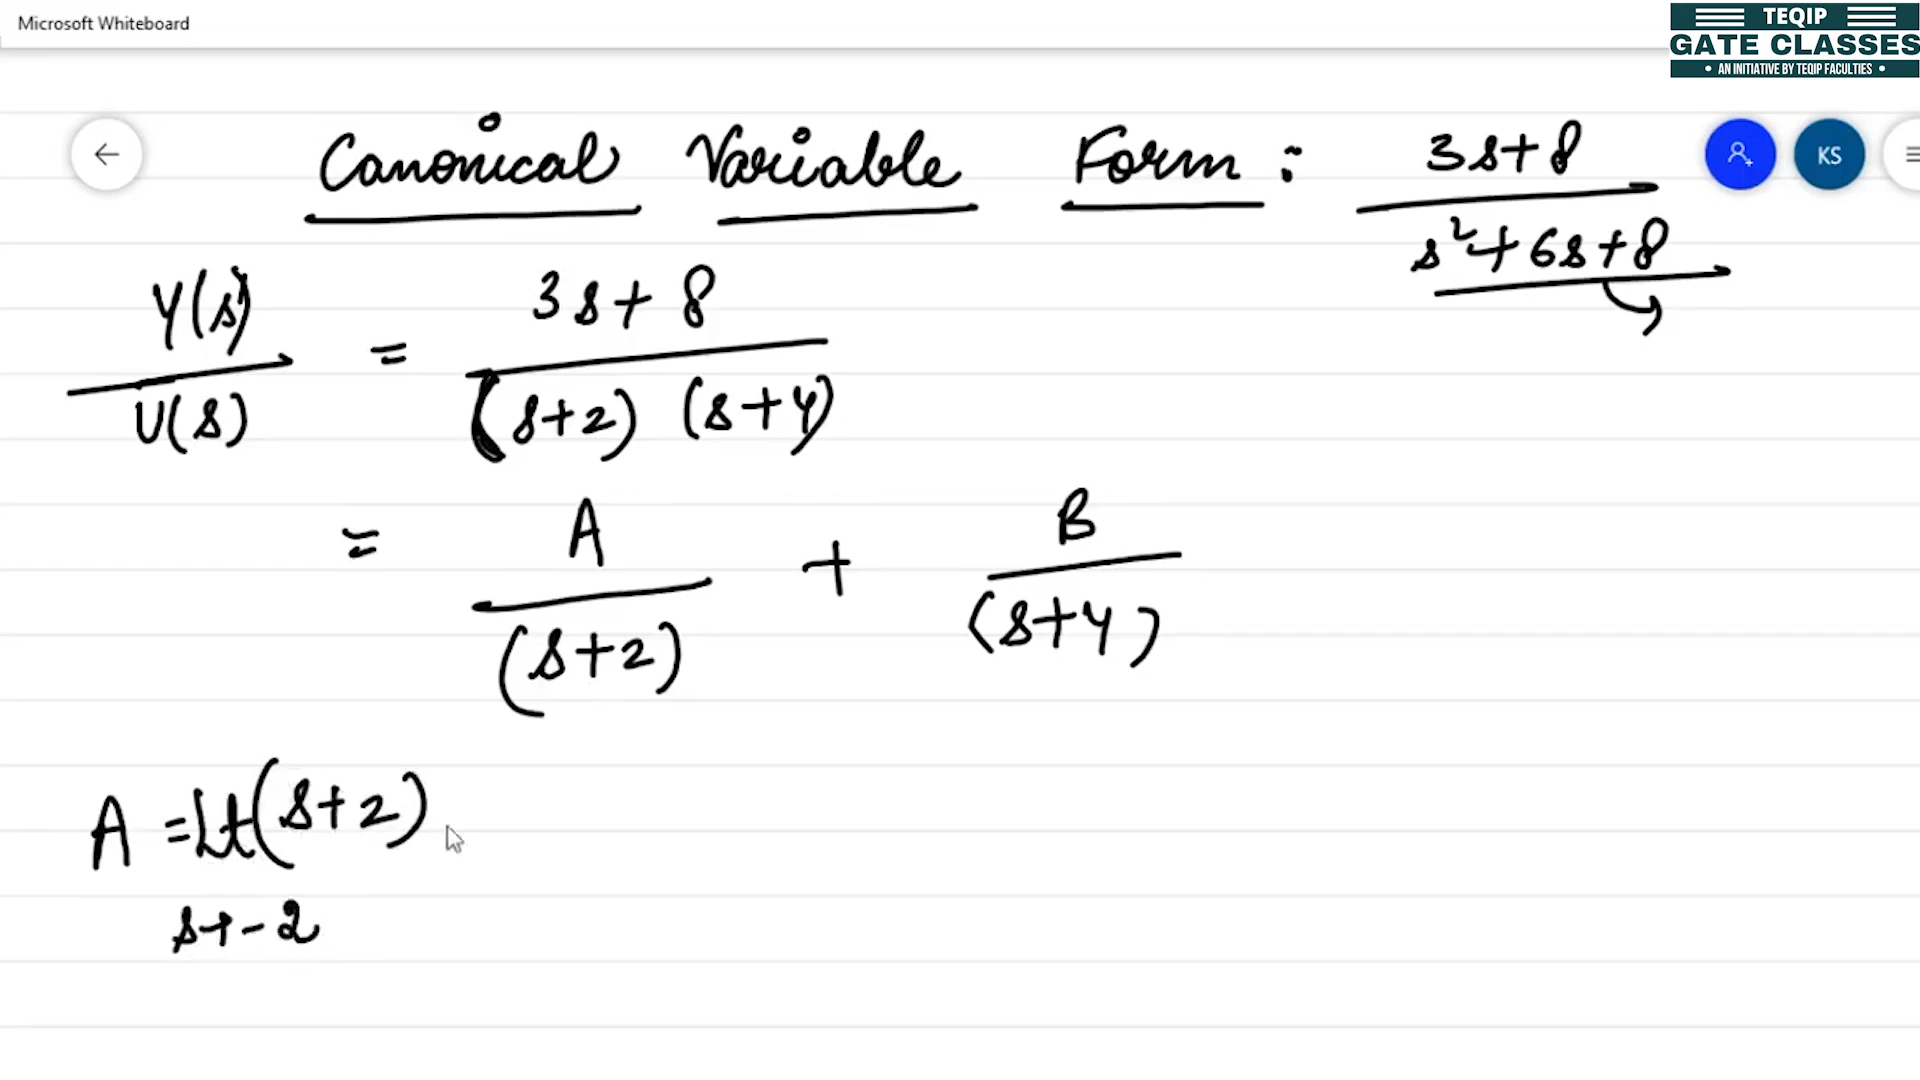 Microsoft Whiteboard
TEQIP
GATE CLASSES
• AN INITIATIVE BY TEQIP FACULTIES •
KS
Canonical Variable Form : 3s+8
s²+6s+8
Y(s) = 3s+8
U(s) (s+2) (s+4)
= A + B
(s+2) (s+4)
A = Lt (s+2)
s→-2